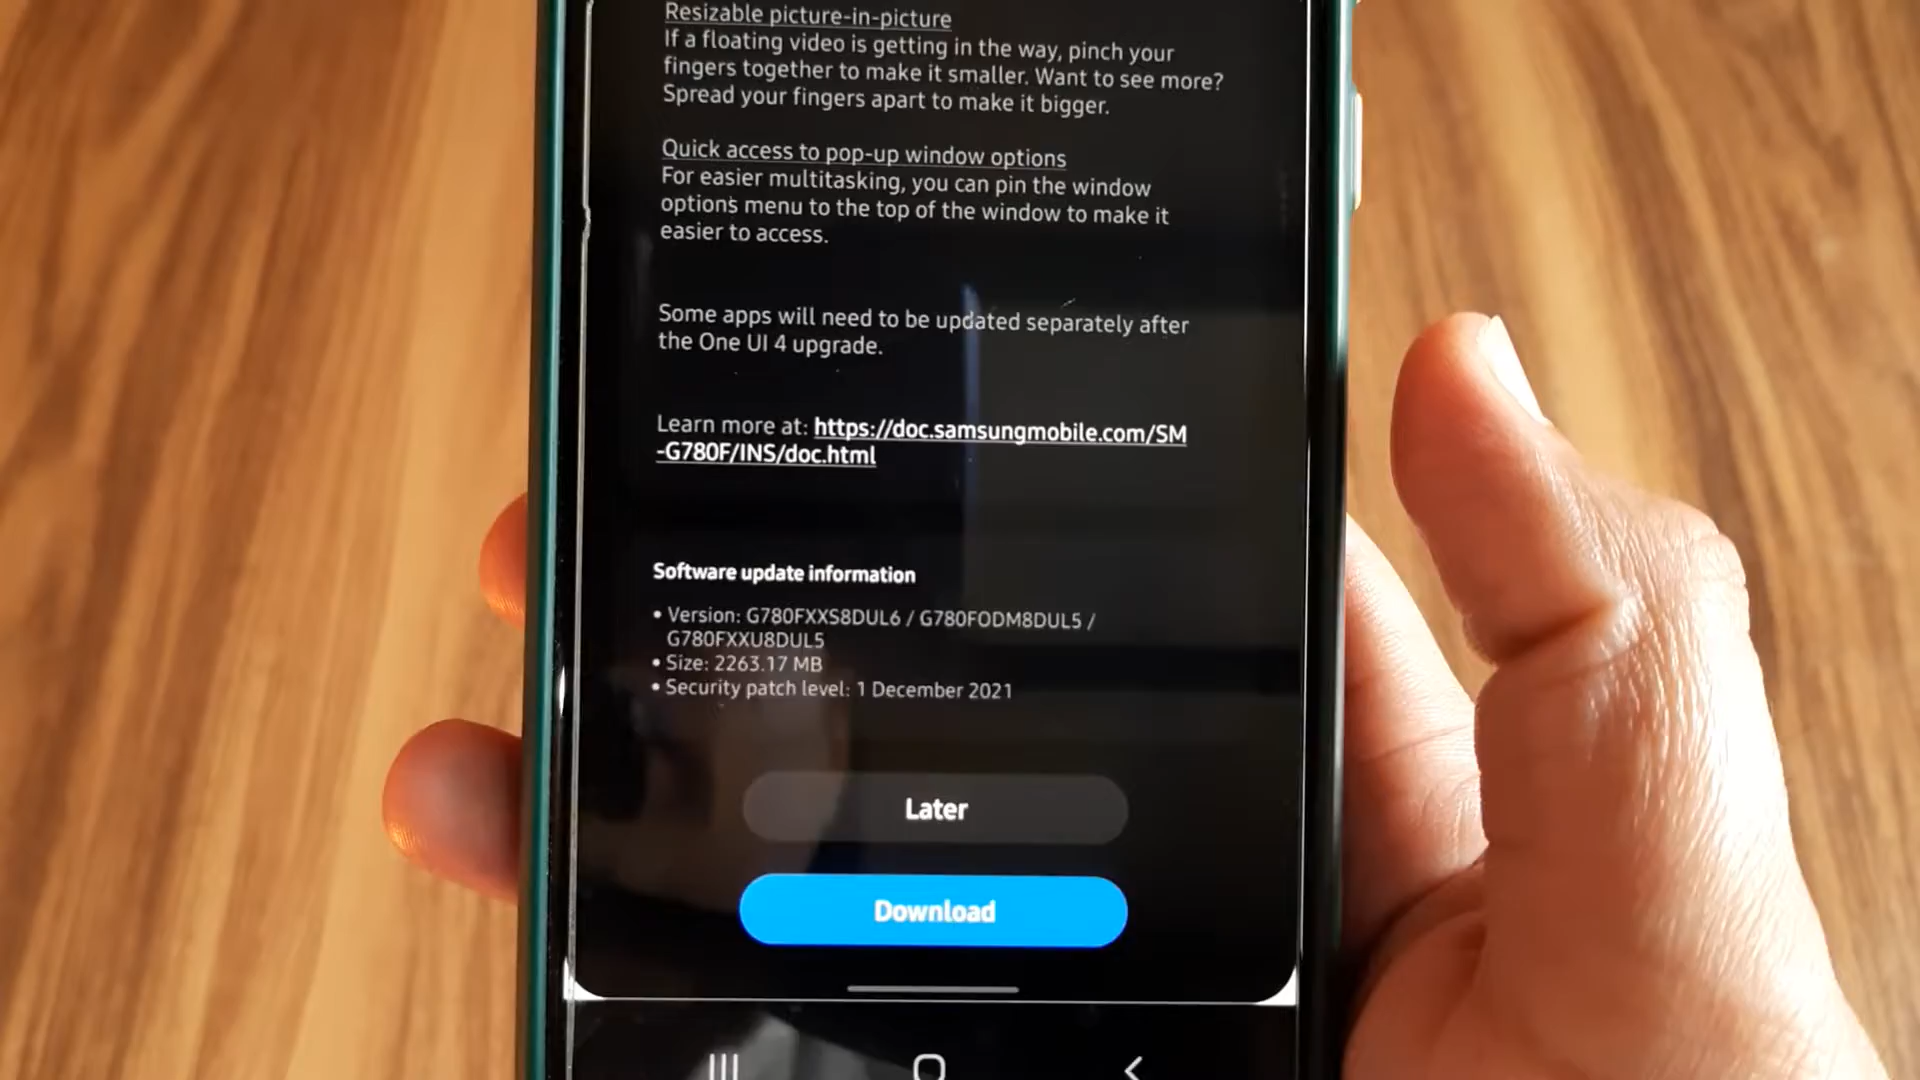 Resizable picture-in-picture
If a floating video is getting in the way, pinch your
fingers together to make it smaller. Want to see more?
Spread your fingers apart to make it bigger.
Quick access to pop-up window options
For easier multitasking, you can pin the window
options menu to the top of the window to make it
easier to access.
Some apps will need to be updated separately after
the One UI 4 upgrade.
Learn more at: https://doc.samsungmobile.com/SM
-G780F/INS/doc.html
Software update information
• Version: G780FXXS8DUL6 / G780FODM8DUL5 /
G780FXXU8DUL5
• Size: 2263.17 MB
• Security patch level: 1 December 2021
Later
Download